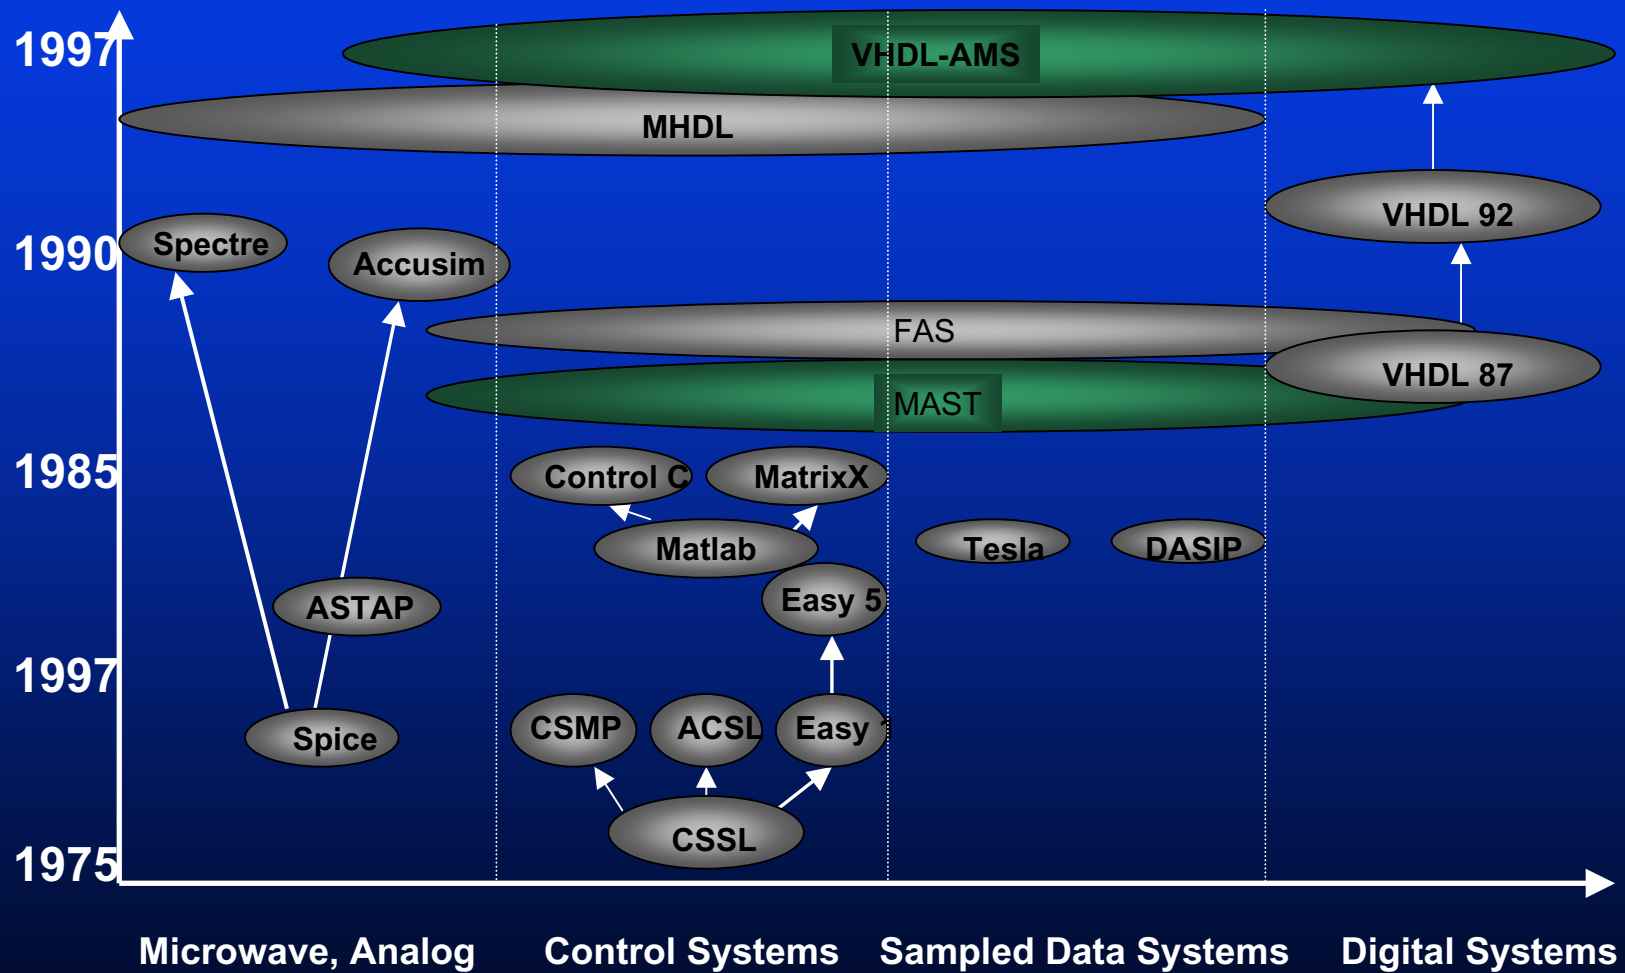 1997
VHDL-AMS
MHDL
VHDL 92
1990
Spectre
Accusim
FAS
VHDL 87
MAST
1985
Control C
MatrixX
Matlab
Tesla
DASIP
ASTAP
Easy 5
1997
Spice
CSMP
ACSL
Easy 1
CSSL
1975
Microwave, Analog
Control Systems
Sampled Data Systems
Digital Systems